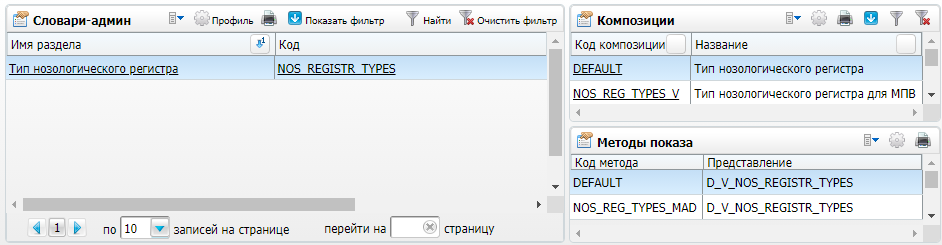 Словари-админ Профиль Показать фильтр Найти Очистить фильтр
Имя раздела Код
Тип нозологического регистра NOS_REGISTR_TYPES
1 по 10 записей на странице перейти на страницу
Композиции
Код композиции Название
DEFAULT Тип нозологического регистра
NOS_REG_TYPES_V Тип нозологического регистра для МПВ
Методы показа
Код метода Представление
DEFAULT D_V_NOS_REGISTR_TYPES
NOS_REG_TYPES_MAD D_V_NOS_REGISTR_TYPES